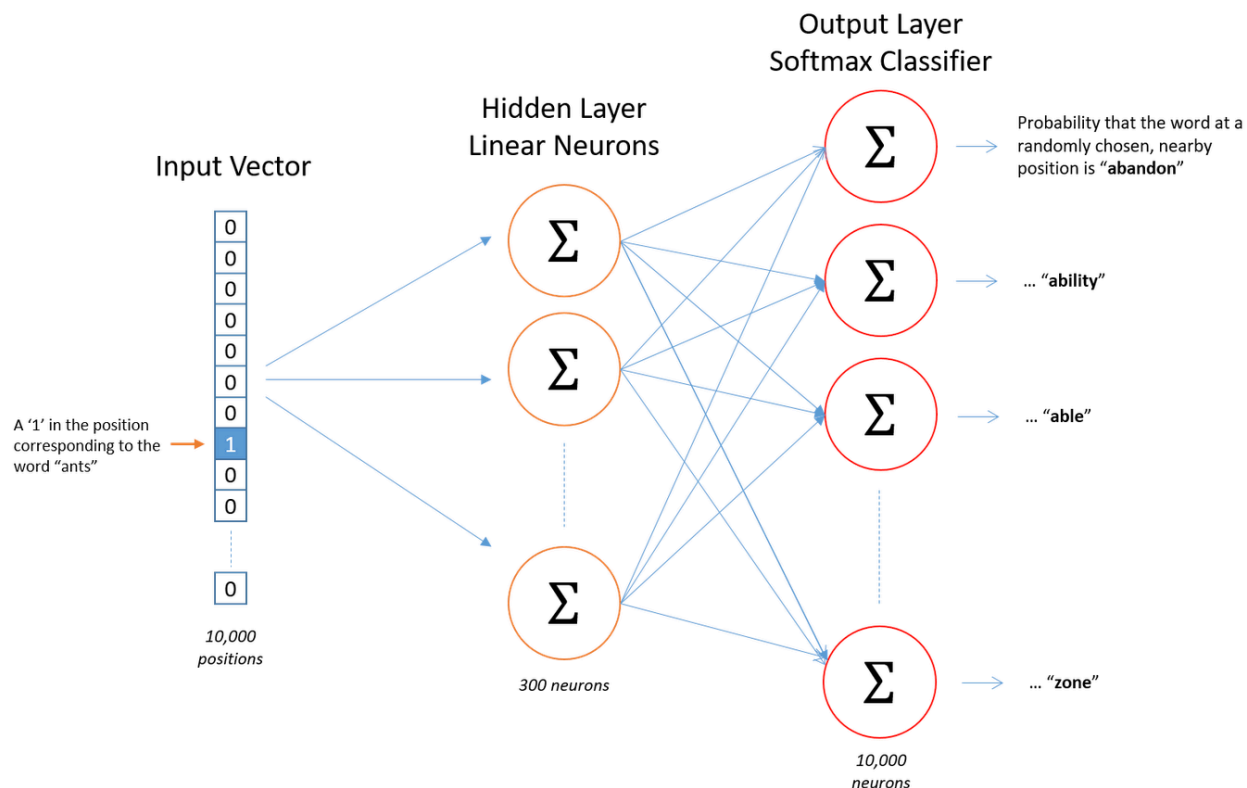 Output Layer
Softmax Classifier
Hidden Layer
Linear Neurons
Input Vector
Σ
Probability that the word at a
randomly chosen, nearby
position is “abandon”
0
0
0
0
0
0
0
1
0
0
0
A ‘1’ in the position
corresponding to the
word “ants”
10,000
positions
Σ
Σ
Σ
300 neurons
Σ
… “ability”
Σ
… “able”
Σ
… “zone”
10,000
neurons